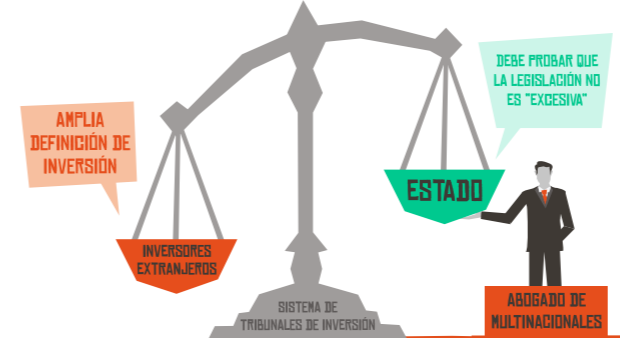 AMPLIA
DEFINICIÓN DE
INVERSIÓN
INVERSORES
EXTRANJEROS
DEBE PROBAR QUE
LA LEGISLACIÓN NO
ES "EXCESIVA"
ESTADO
SISTEMA DE
TRIBUNALES DE INVERSIÓN
ABOGADO DE
MULTINACIONALES